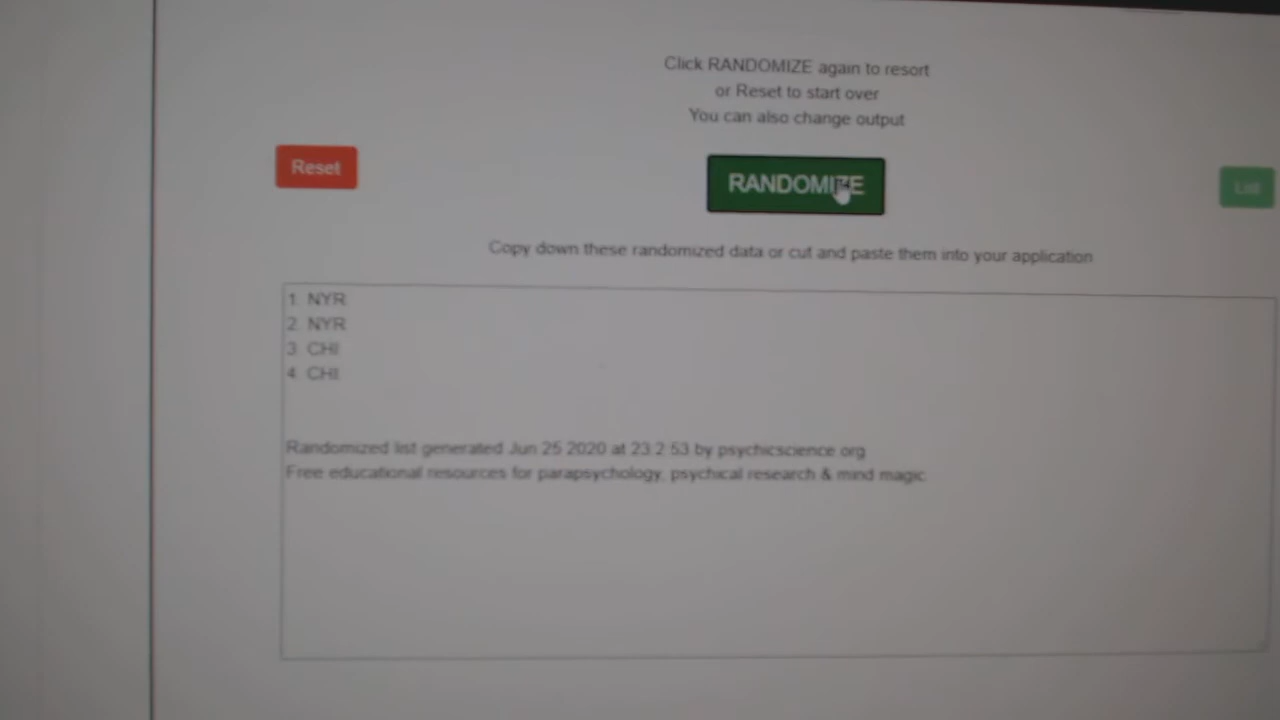 Click RANDOMIZE again to resort
or Reset to start over
You can also change output
Reset
RANDOMIZE
List
Copy down these randomized data or cut and paste them into your application
1. NYR
2. NYR
3. CHI
4. CHI
Randomized list generated Jun 25 2020 at 23:2:53 by psychicscience.org
Free educational resources for parapsychology, psychical research & mind magic.